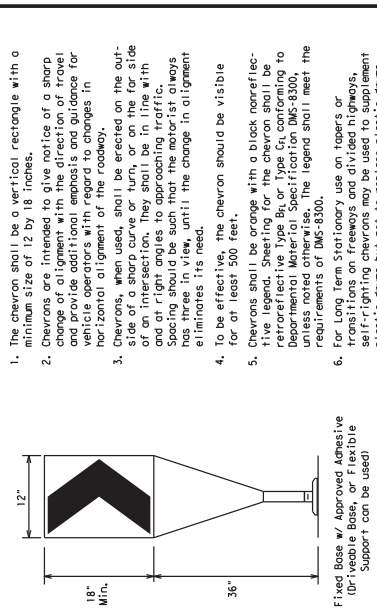 1. The chevron shall be a vertical rectangle with a
minimum size of 12 by 18 inches.
2. Chevrons are intended to give notice of a sharp
change of alignment with the direction of travel
and provide additional emphasis and guidance for
vehicle operators with regard to changes in
horizontal alignment of the roadway.
3. Chevrons, when used, shall be erected on the out-
side of a sharp curve or turn, or on the far side
of an intersection. They shall be in line with
and at right angles to approaching traffic.
Spacing should be such that the motorist always
has three in view, until the change in alignment
eliminates its need.
4. To be effective, the chevron should be visible
for at least 500 feet.
5. Chevrons shall be orange with a black nonreflec-
tive legend. Sheeting for the chevron shall be
retroreflective Type BFL or Type CFL conforming to
Departmental Material Specification DMS-8300,
unless noted otherwise. The legend shall meet the
requirements of DMS-8300.
6. For Long Term Stationary use on tapers or
transitions on freeways and divided highways,
self-righting chevrons may be used to supplement
12"
18"
Min.
36"
Fixed Base w/ Approved Adhesive
(Driveable Base, or Flexible
Support can be used)